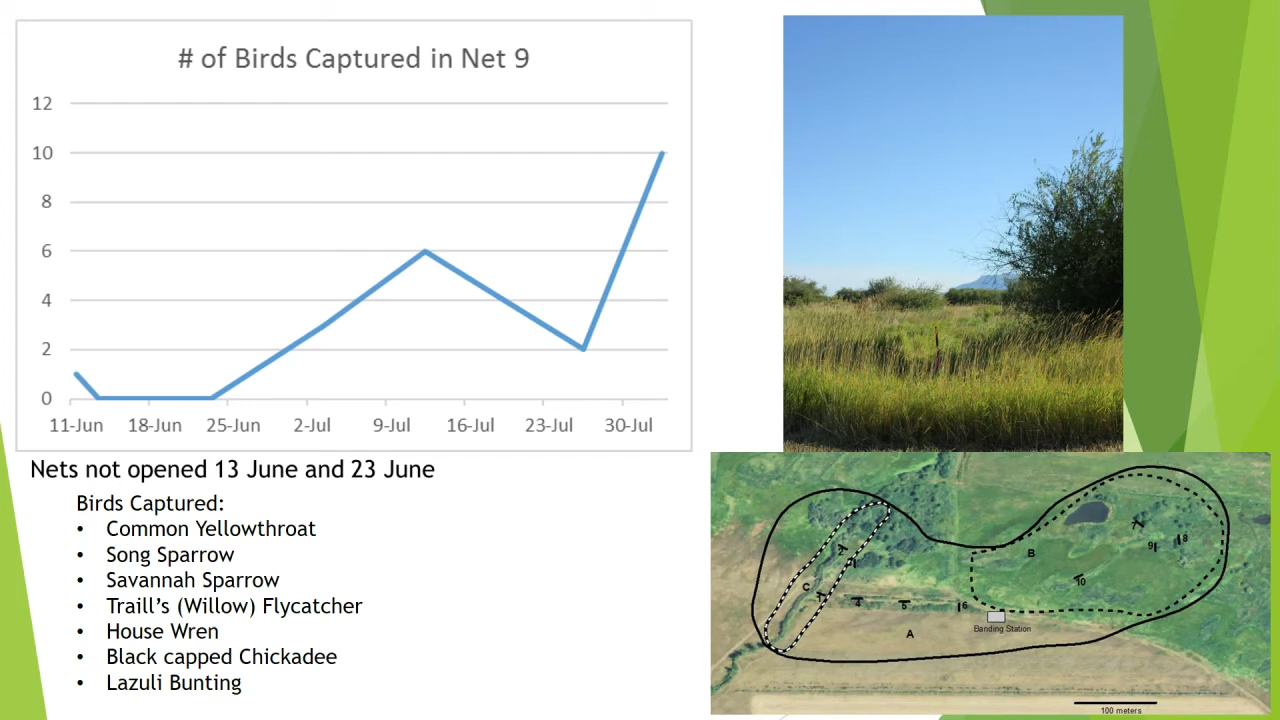 # of Birds Captured in Net 9
12
10
8
6
4
2
0
11-Jun 18-Jun 25-Jun 2-Jul 9-Jul 16-Jul 23-Jul 30-Jul
Nets not opened 13 June and 23 June
Birds Captured:
• Common Yellowthroat
• Song Sparrow
• Savannah Sparrow
• Traill's (Willow) Flycatcher
• House Wren
• Black capped Chickadee
• Lazuli Bunting
7
8
9
B
2
10
C
4
5
6
Banding Station
A
100 meters